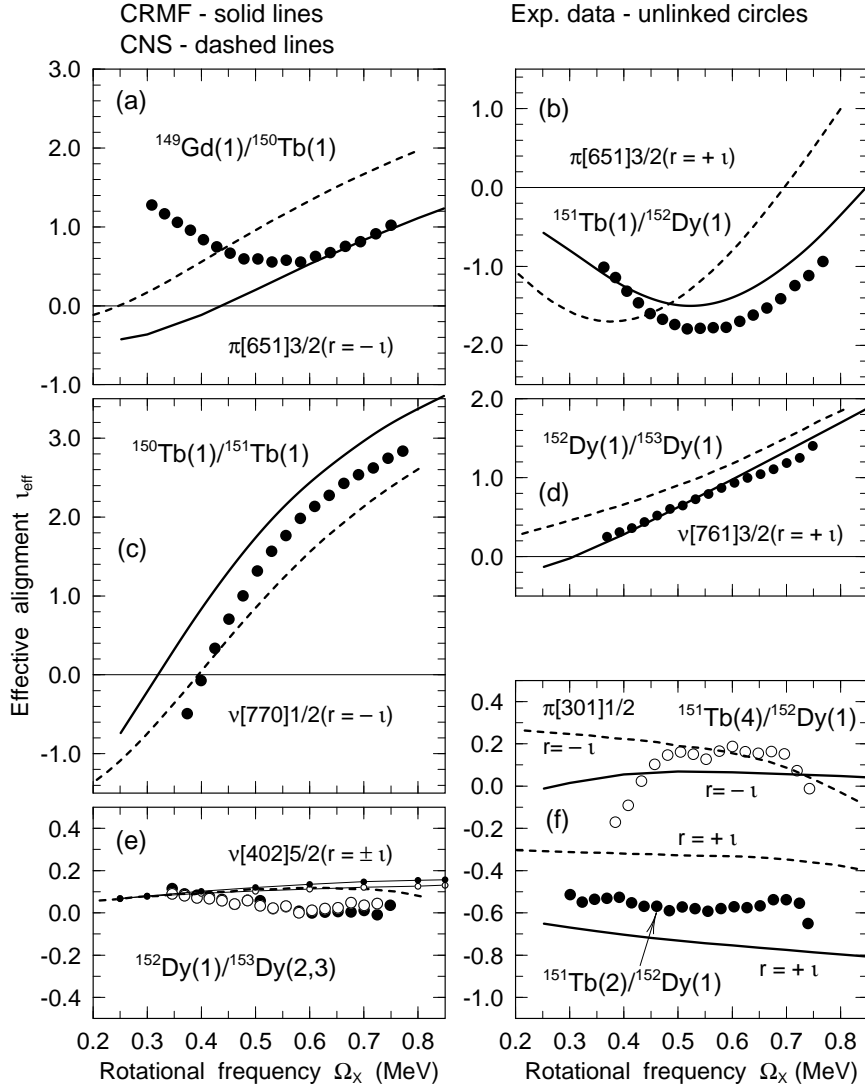 CRMF - solid lines
CNS - dashed lines
Exp. data - unlinked circles
3.0
2.0
1.0
0.0
-1.0
(a)
¹⁴⁹Gd(1)/¹⁵⁰Tb(1)
π[651]3/2(r = − ι)
1.0
0.0
-1.0
-2.0
(b)
π[651]3/2(r = + ι)
¹⁵¹Tb(1)/¹⁵²Dy(1)
Effective alignment ι_eff
3.0
2.0
1.0
0.0
-1.0
¹⁵⁰Tb(1)/¹⁵¹Tb(1)
(c)
ν[770]1/2(r = − ι)
2.0
1.0
0.0
¹⁵²Dy(1)/¹⁵³Dy(1)
(d)
ν[761]3/2(r = + ι)
0.4
0.2
0.0
-0.2
-0.4
(e)
ν[402]5/2(r = ± ι)
¹⁵²Dy(1)/¹⁵³Dy(2,3)
0.4
0.2
0.0
-0.2
-0.4
-0.6
-0.8
-1.0
π[301]1/2
¹⁵¹Tb(4)/¹⁵²Dy(1)
r= − ι
r= − ι
(f)
r = + ι
¹⁵¹Tb(2)/¹⁵²Dy(1)
r = + ι
0.2 0.3 0.4 0.5 0.6 0.7 0.8
Rotational frequency Ω_X (MeV)
0.2 0.3 0.4 0.5 0.6 0.7 0.8
Rotational frequency Ω_X (MeV)